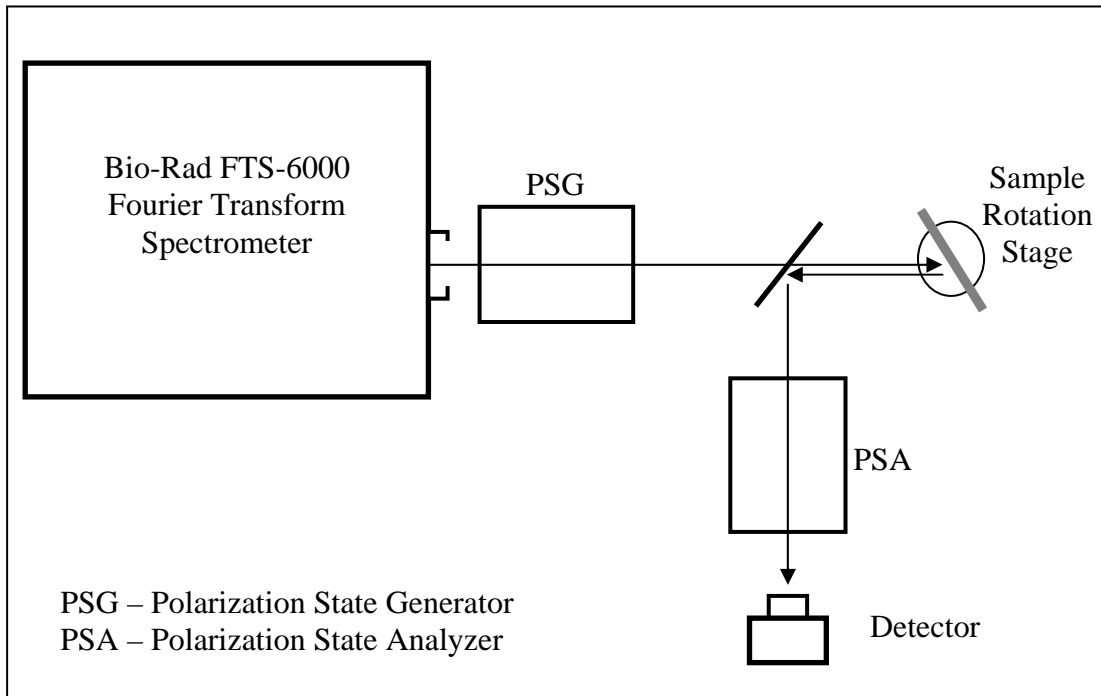 Bio-Rad FTS-6000
Fourier Transform
Spectrometer
PSG
Sample
Rotation
Stage
PSA
PSG – Polarization State Generator
PSA – Polarization State Analyzer
Detector